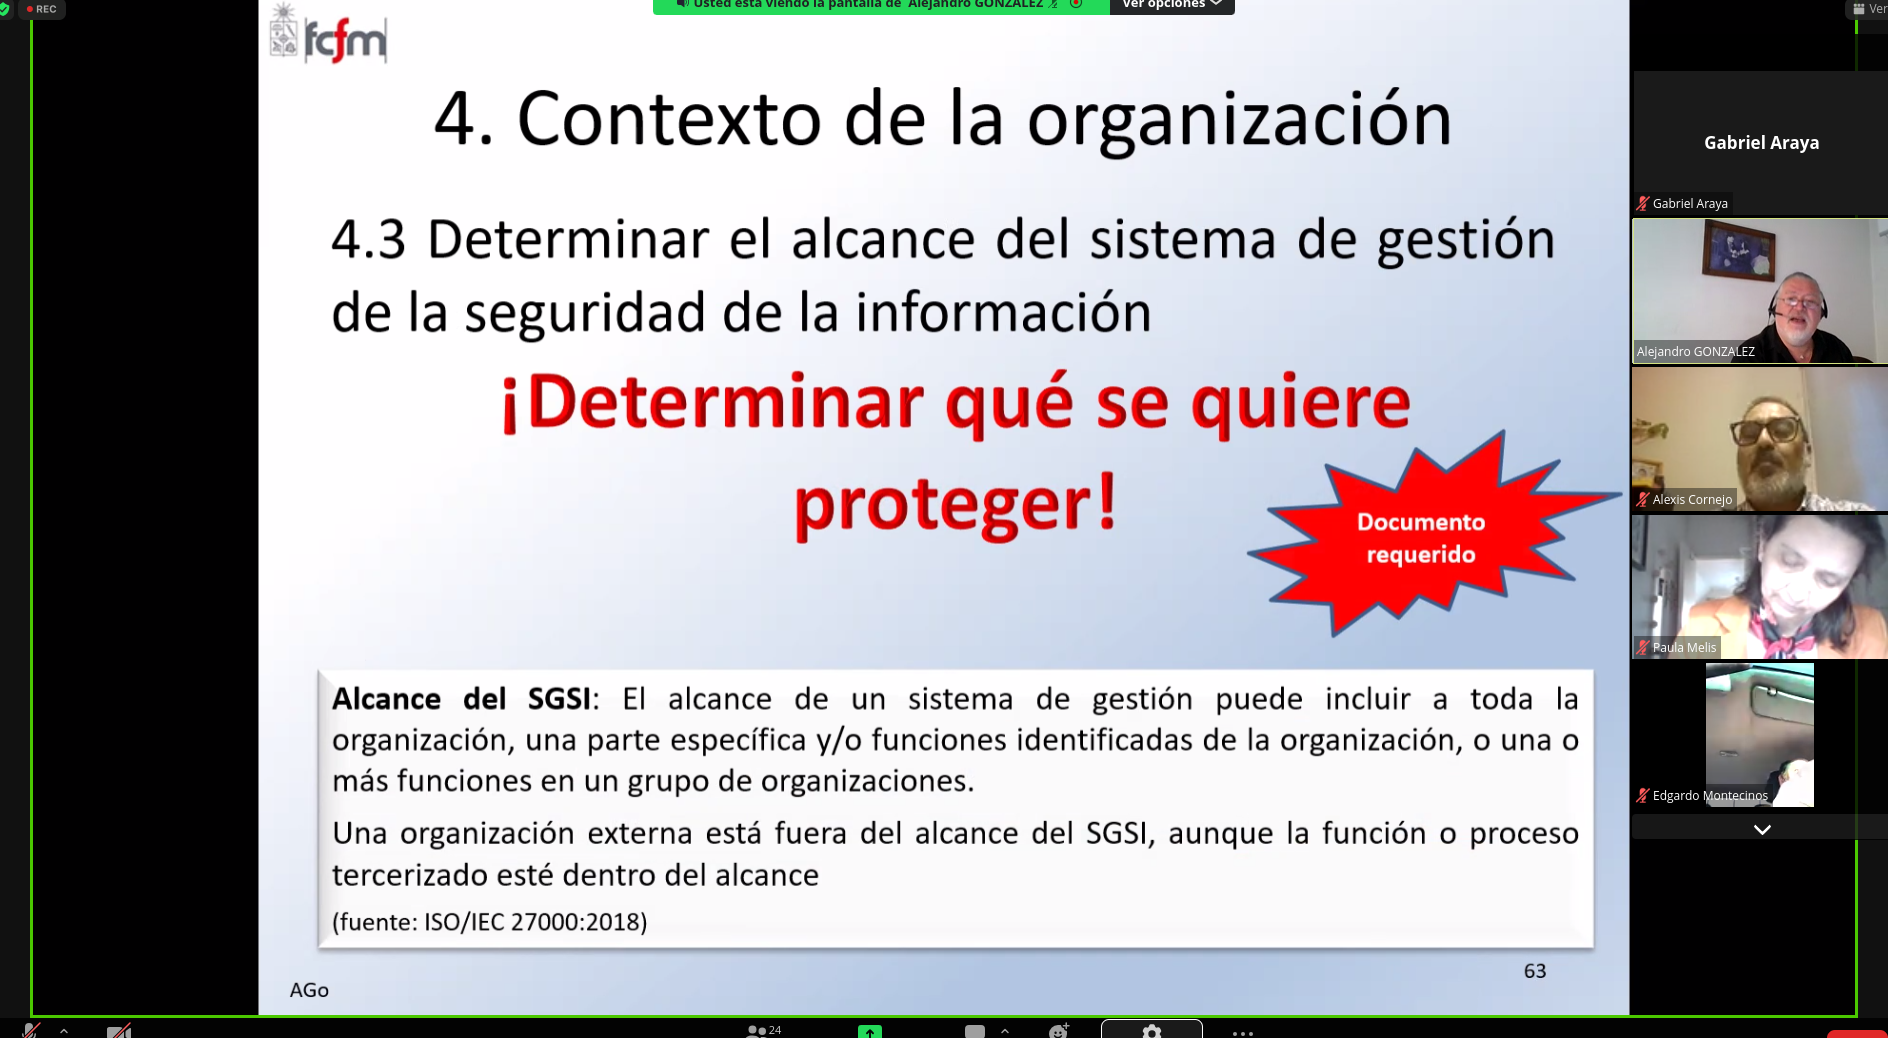 REC
Usted está viendo la pantalla de Alejandro GONZALEZ
Ver opciones
Ver
fcfm
4. Contexto de la organización
4.3 Determinar el alcance del sistema de gestión
de la seguridad de la información
¡Determinar qué se quiere
proteger!
Documento
requerido
Alcance del SGSI: El alcance de un sistema de gestión puede incluir a toda la
organización, una parte específica y/o funciones identificadas de la organización, o una o
más funciones en un grupo de organizaciones.
Una organización externa está fuera del alcance del SGSI, aunque la función o proceso
tercerizado esté dentro del alcance
(fuente: ISO/IEC 27000:2018)
63
AGo
Gabriel Araya
Gabriel Araya
Alejandro GONZALEZ
Alexis Cornejo
Paula Melis
Edgardo Montecinos
24